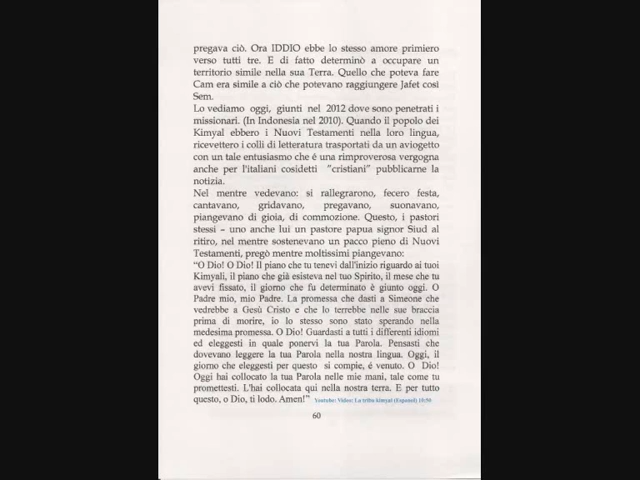 pregava ciò. Ora IDDIO ebbe lo stesso amore primiero
verso tutti tre. E di fatto determinò a occupare un
territorio simile nella sua Terra. Quello che poteva fare
Cam era simile a ciò che potevano raggiungere Jafet così
Sem.
Lo vediamo oggi, giunti nel 2012 dove sono penetrati i
missionari. (In Indonesia nel 2010). Quando il popolo dei
Kimyal ebbero i Nuovi Testamenti nella loro lingua,
ricevettero i colli di letteratura trasportati da un aviogetto
con un tale entusiasmo che é una rimproverosa vergogna
anche per l'italiani cosidetti "cristiani" pubblicarne la
notizia.
Nel mentre vedevano: si rallegrarono, fecero festa,
cantavano, gridavano, pregavano, suonavano,
piangevano di gioia, di commozione. Questo, i pastori
stessi – uno anche lui un pastore papua signor Siud al
ritiro, nel mentre sostenevano un pacco pieno di Nuovi
Testamenti, pregò mentre moltissimi piangevano:
"O Dio! O Dio! Il piano che tu tenevi dall'inizio riguardo ai tuoi
Kimyali, il piano che già esisteva nel tuo Spirito, il mese che tu
avevi fissato, il giorno che fu determinato è giunto oggi. O
Padre mio, mio Padre. La promessa che dasti a Simeone che
vedrebbe a Gesù Cristo e che lo terrebbe nelle sue braccia
prima di morire, io lo stesso sono stato sperando nella
medesima promessa. O Dio! Guardasti a tutti i differenti idiomi
ed eleggesti in quale ponervi la tua Parola. Pensasti che
dovevano leggere la tua Parola nella nostra lingua. Oggi, il
giorno che eleggesti per questo si compie, é venuto. O Dio!
Oggi hai collocato la tua Parola nelle mie mani, tale come tu
promettesti. L'hai collocata qui nella nostra terra. E per tutto
questo, o Dio, ti lodo. Amen!" Youtube: Video: La tribu kimyal (Español) 10:50
60